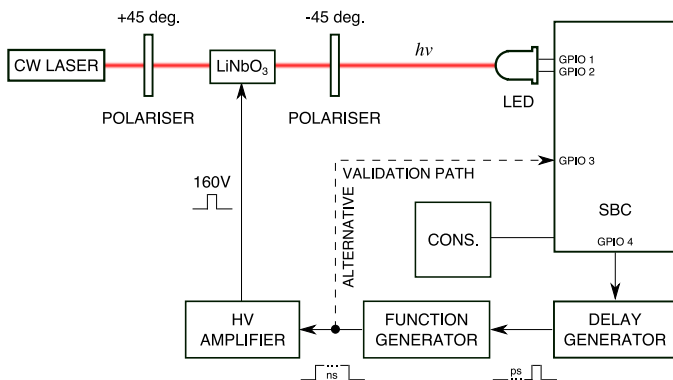 +45 deg.
-45 deg.
CW LASER
LiNbO3
hν
GPIO 1
GPIO 2
LED
POLARISER
POLARISER
GPIO 3
VALIDATION PATH
ALTERNATIVE
160V
SBC
CONS.
GPIO 4
HV
AMPLIFIER
FUNCTION
GENERATOR
DELAY
GENERATOR
ns
ps